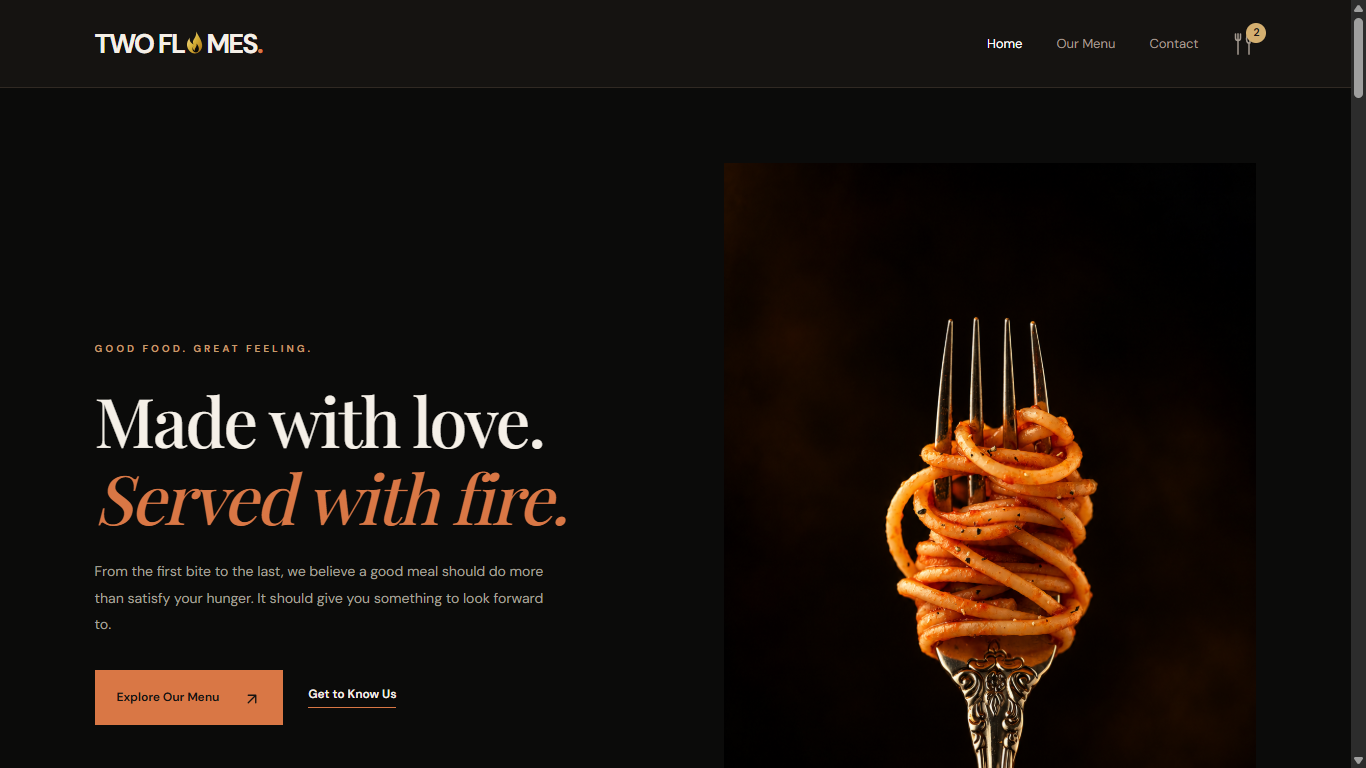 TWO FLAMES.
Home
Our Menu
Contact
2
GOOD FOOD. GREAT FEELING.
Made with love.
Served with fire.
From the first bite to the last, we believe a good meal should do more
than satisfy your hunger. It should give you something to look forward
to.
Explore Our Menu
Get to Know Us